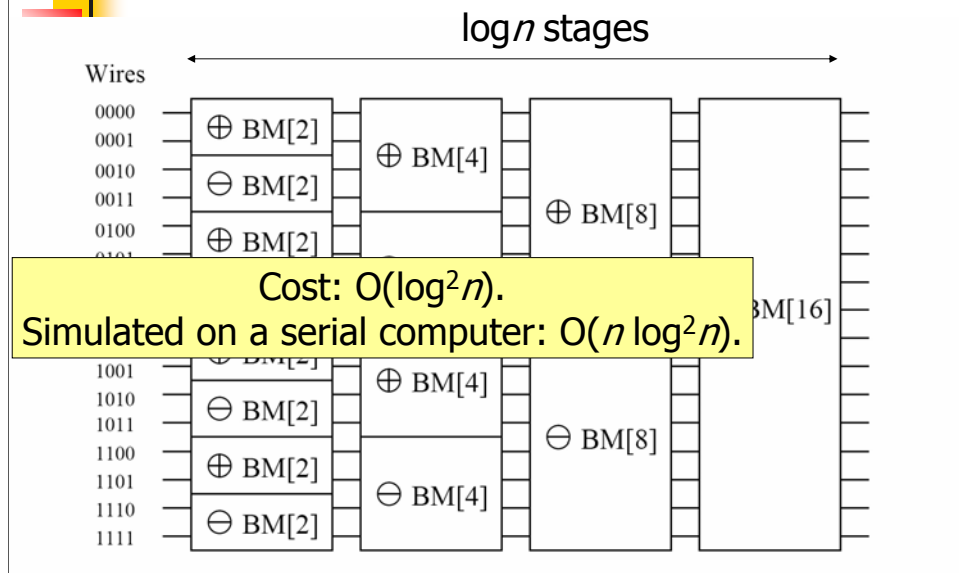 logn stages
Wires
0000
0001
0010
0011
0100
⊕ BM[2]
⊖ BM[2]
⊕ BM[2]
⊕ BM[4]
⊕ BM[8]
Cost: O(log²n).
Simulated on a serial computer: O(n log²n).
BM[16]
1001
1010
1011
1100
1101
1110
1111
⊖ BM[2]
⊕ BM[2]
⊖ BM[2]
⊕ BM[4]
⊖ BM[4]
⊖ BM[8]